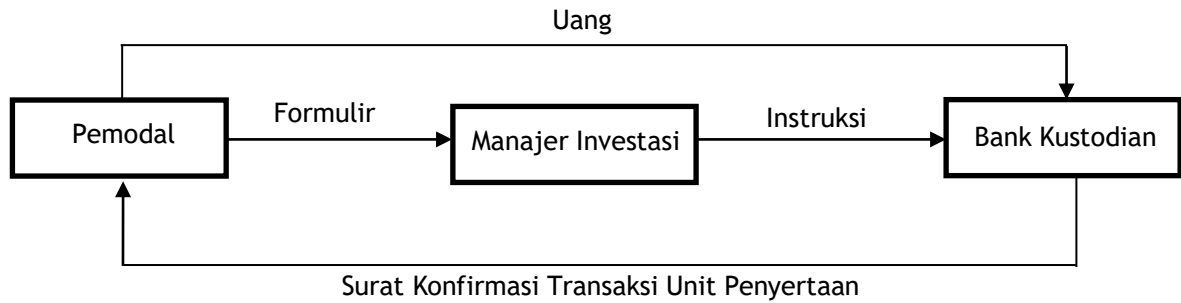 Uang
Pemodal
Formulir
Manajer Investasi
Instruksi
Bank Kustodian
Surat Konfirmasi Transaksi Unit Penyertaan